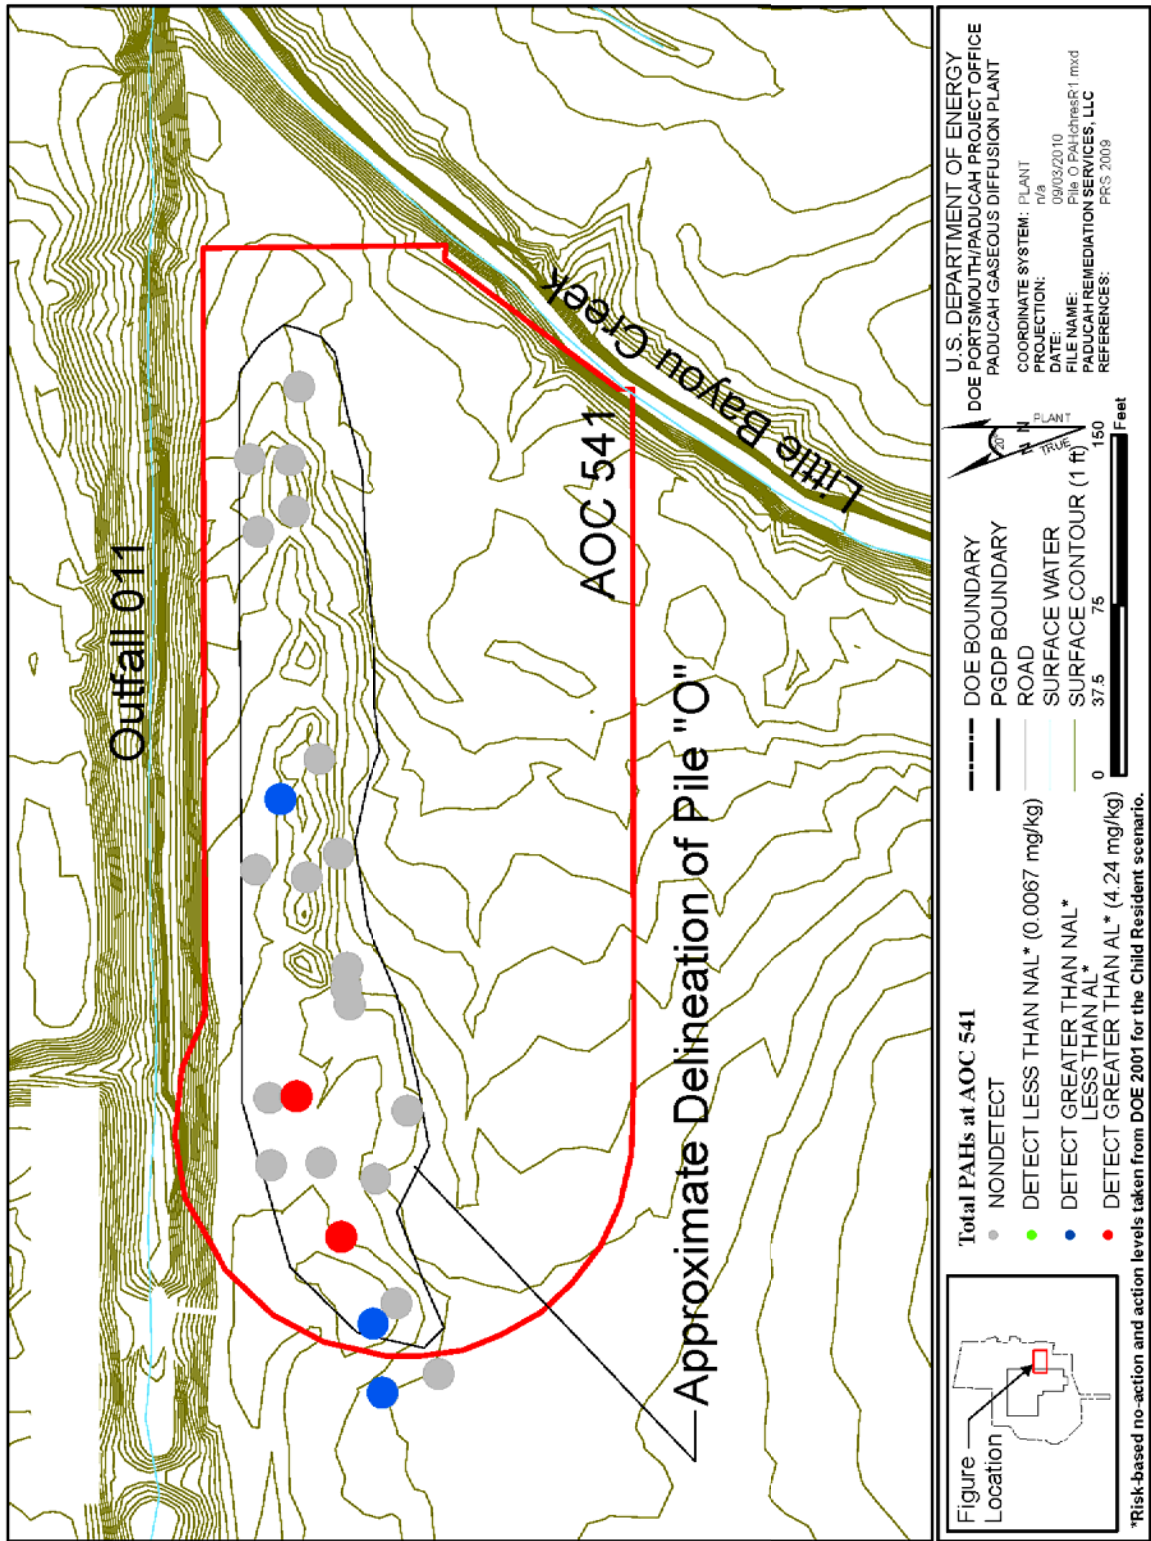 Outfall 011
Little Bayou Creek
AOC 541
Approximate Delineation of Pile "O"
Figure
Location
Total PAHs at AOC 541
NONDETECT
DETECT LESS THAN NAL* (0.0067 mg/kg)
DETECT GREATER THAN NAL*
LESS THAN AL*
DETECT GREATER THAN AL* (4.24 mg/kg)
DOE BOUNDARY
PGDP BOUNDARY
ROAD
SURFACE WATER
SURFACE CONTOUR (1 ft)
0 37.5 75 150
Feet
20°
N PLANT
N TRUE
U.S. DEPARTMENT OF ENERGY
DOE PORTSMOUTH/PADUCAH PROJECT OFFICE
PADUCAH GASEOUS DIFFUSION PLANT
COORDINATE SYSTEM: PLANT
PROJECTION: n/a
DATE: 09/03/2010
FILE NAME: Pile O PAHchresR1.mxd
PADUCAH REMEDIATION SERVICES, LLC
REFERENCES: PRS 2009
*Risk-based no-action and action levels taken from DOE 2001 for the Child Resident scenario.